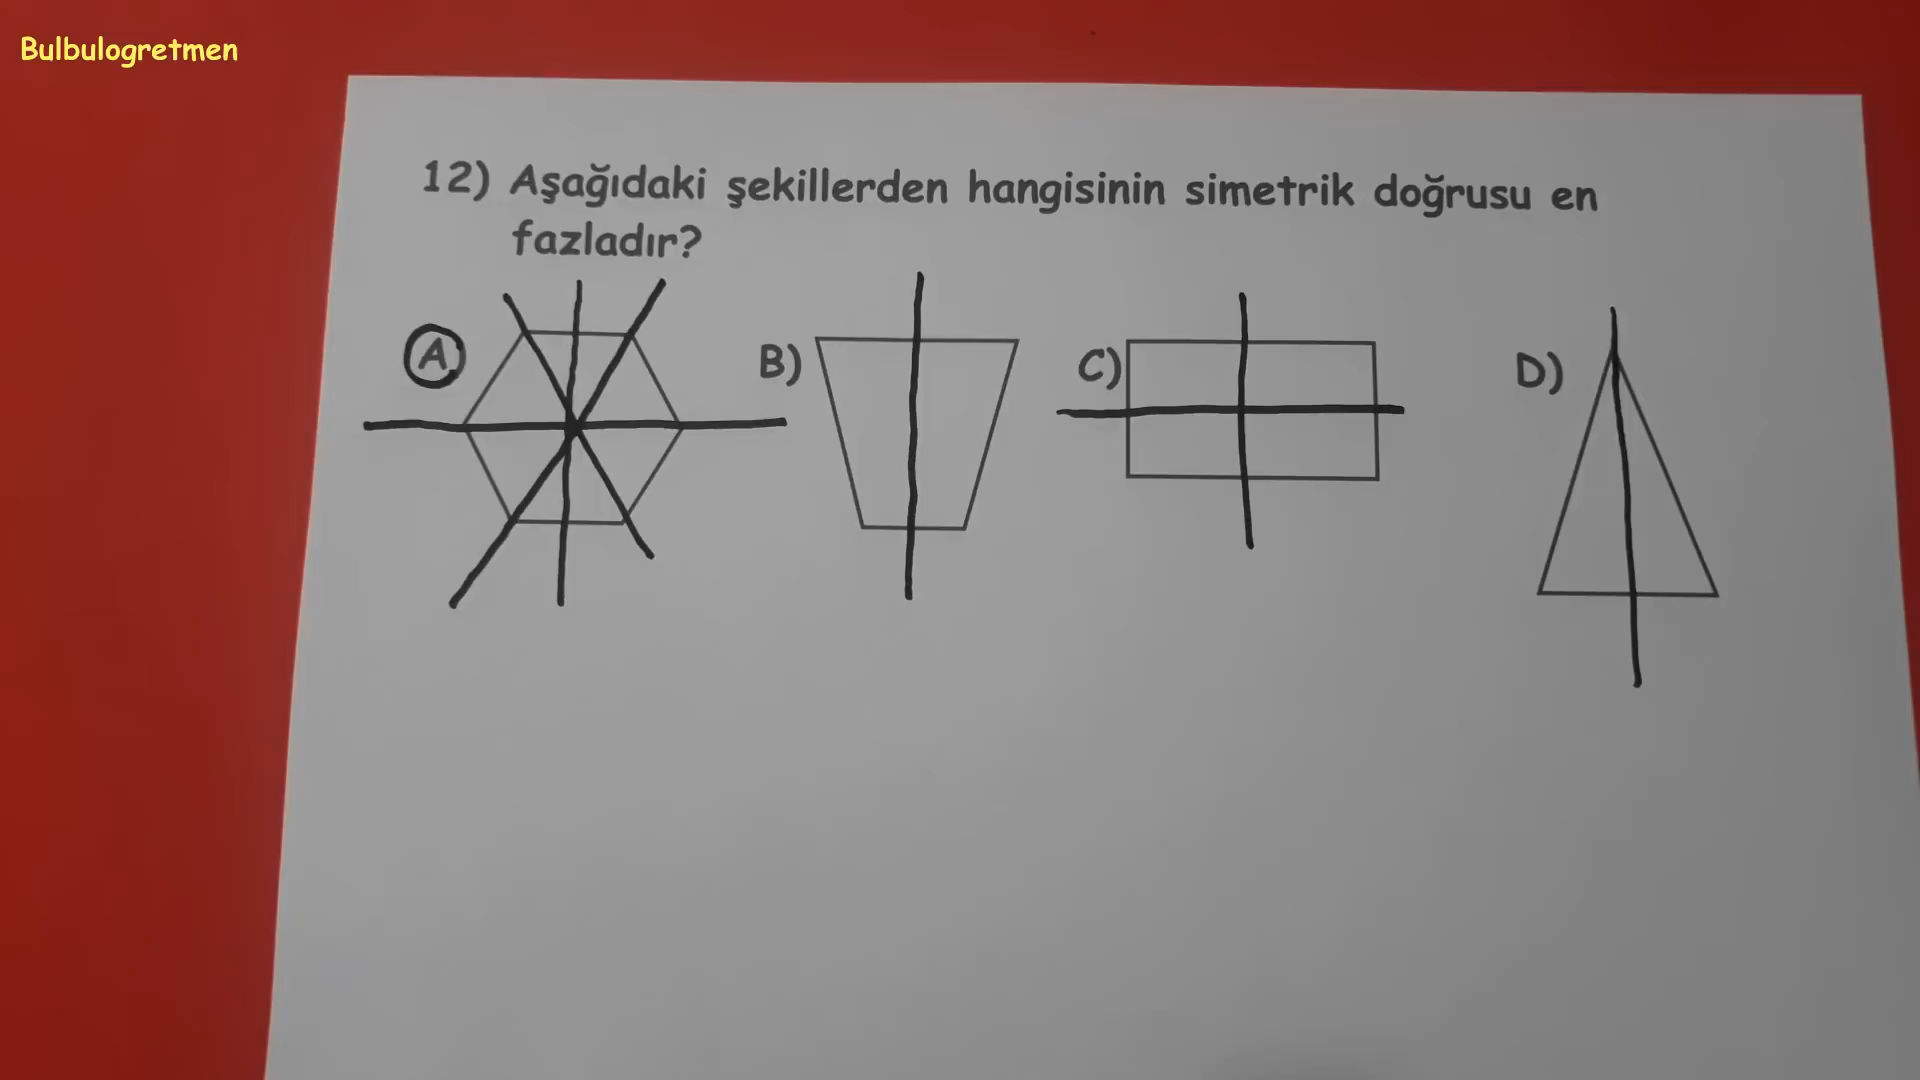 Bulbulogretmen
12) Aşağıdaki şekillerden hangisinin simetrik doğrusu en
fazladır?
A) B) C) D)